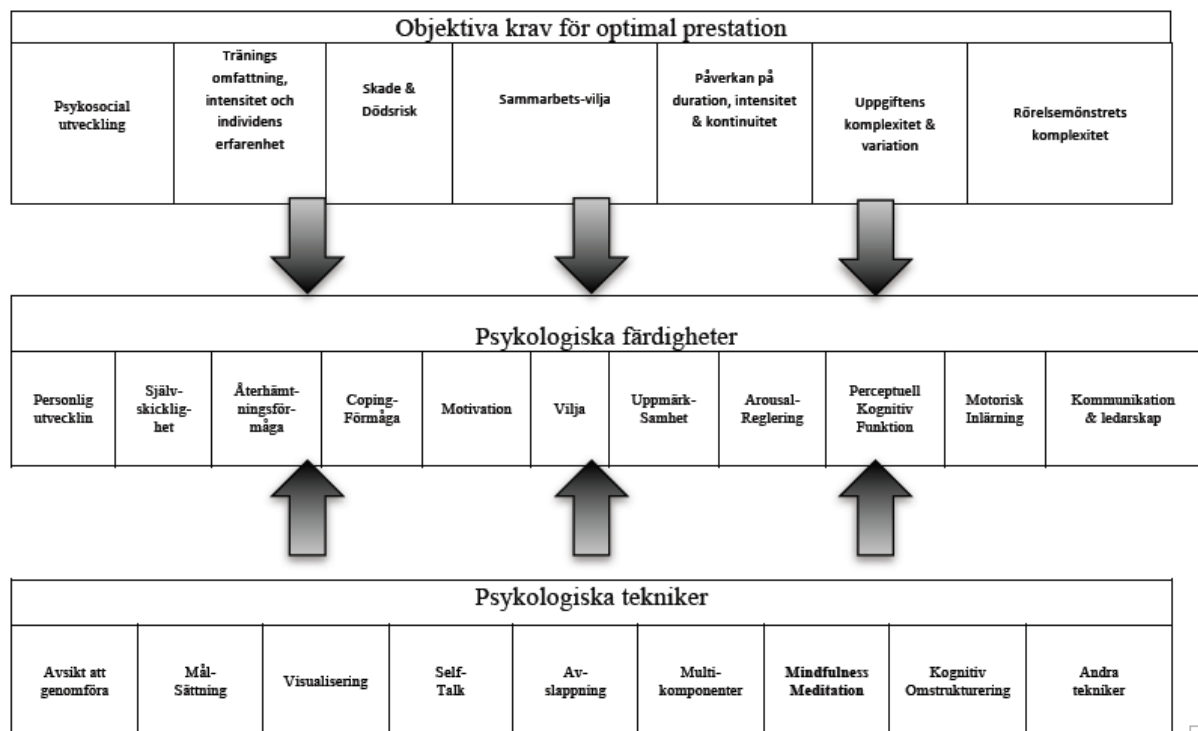 Objektiva krav för optimal prestation
Psykosocial
utveckling
Tränings
omfattning,
intensitet och
individens
erfarenhet
Skade &
Dödsrisk
Sammarbets-vilja
Påverkan på
duration, intensitet
& kontinuitet
Uppgiftens
komplexitet &
variation
Rörelsemönstrets
komplexitet
Psykologiska färdigheter
Personlig
utvecklin
Själv-
skicklig-
het
Återhämt-
ningsför-
måga
Coping-
Förmåga
Motivation
Vilja
Uppmärk-
Samhet
Arousal-
Reglering
Perceptuell
Kognitiv
Funktion
Motorisk
Inlärning
Kommunikation
& ledarskap
Psykologiska tekniker
Avsikt att
genomföra
Mål-
Sättning
Visualisering
Self-
Talk
Av-
slappning
Multi-
komponenter
Mindfulness
Meditation
Kognitiv
Omstrukturering
Andra
tekniker